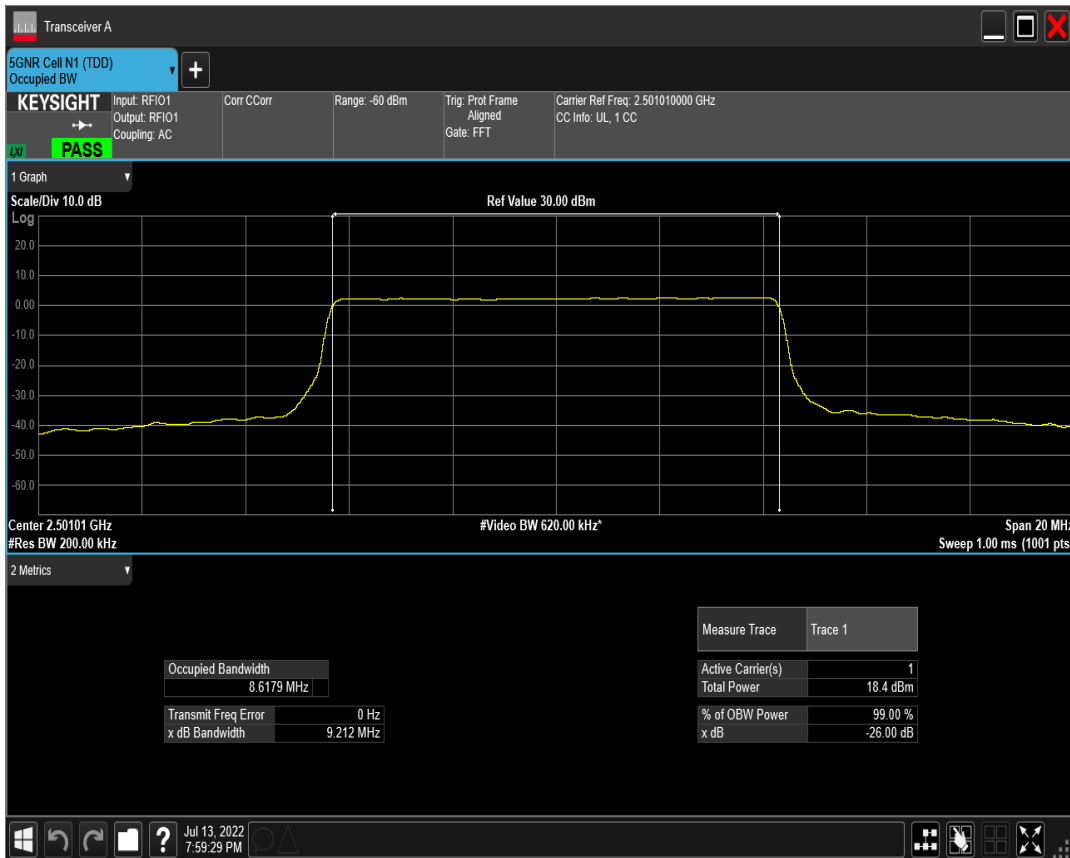 Transceiver A
5GNR Cell N1 (TDD)
Occupied BW
KEYSIGHT
LXI
PASS
Input: RFIO1
Output: RFIO1
Coupling: AC
Corr CCorr
Range: -60 dBm
Trig: Prot Frame
Aligned
Gate: FFT
Carrier Ref Freq: 2.501010000 GHz
CC Info: UL, 1 CC
1 Graph
Scale/Div 10.0 dB
Ref Value 30.00 dBm
Log
20.0
10.0
0.00
-10.0
-20.0
-30.0
-40.0
-50.0
-60.0
Center 2.50101 GHz
#Video BW 620.00 kHz*
Span 20 MHz
#Res BW 200.00 kHz
Sweep 1.00 ms (1001 pts
2 Metrics
Measure Trace Trace 1
Occupied Bandwidth
8.6179 MHz
Active Carrier(s) 1
Total Power 18.4 dBm
Transmit Freq Error 0 Hz
x dB Bandwidth 9.212 MHz
% of OBW Power 99.00 %
x dB -26.00 dB
Jul 13, 2022
7:59:29 PM